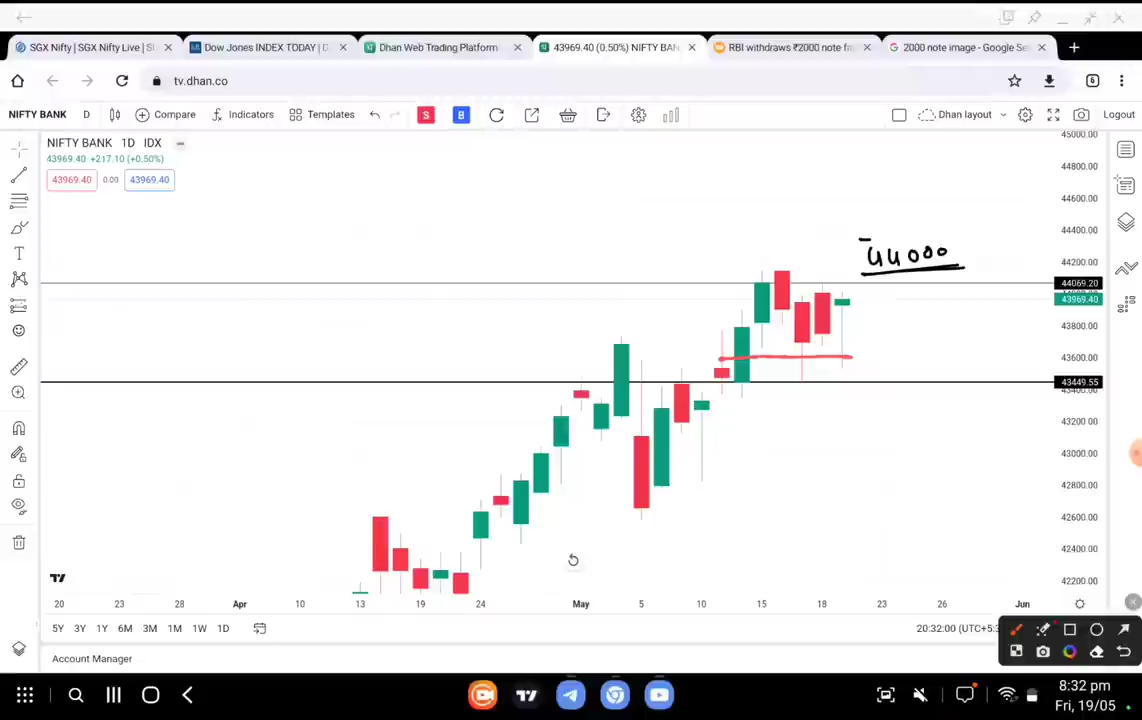 SGX Nifty | SGX Nifty Live | S
Dow Jones INDEX TODAY | D
Dhan Web Trading Platform
43969.40 (0.50%) NIFTY BAN
RBI withdraws ₹2000 note fr
2000 note image - Google Se
tv.dhan.co
6
NIFTY BANK
D
Compare
Indicators
Templates
S
B
Dhan layout
Logout
NIFTY BANK 1D IDX
43969.40 +217.10 (+0.50%)
43969.40
0.00
43969.40
44000
45000.00
44800.00
44600.00
44400.00
44200.00
44069.20
43969.40
43800.00
43600.00
43449.55
43400.00
43200.00
43000.00
42800.00
42600.00
42400.00
42200.00
20
23
28
Apr
10
13
19
24
May
5
10
15
18
23
26
Jun
5Y
3Y
1Y
6M
3M
1M
1W
1D
20:32:00 (UTC+5:3
Account Manager
8:32 pm
Fri, 19/05